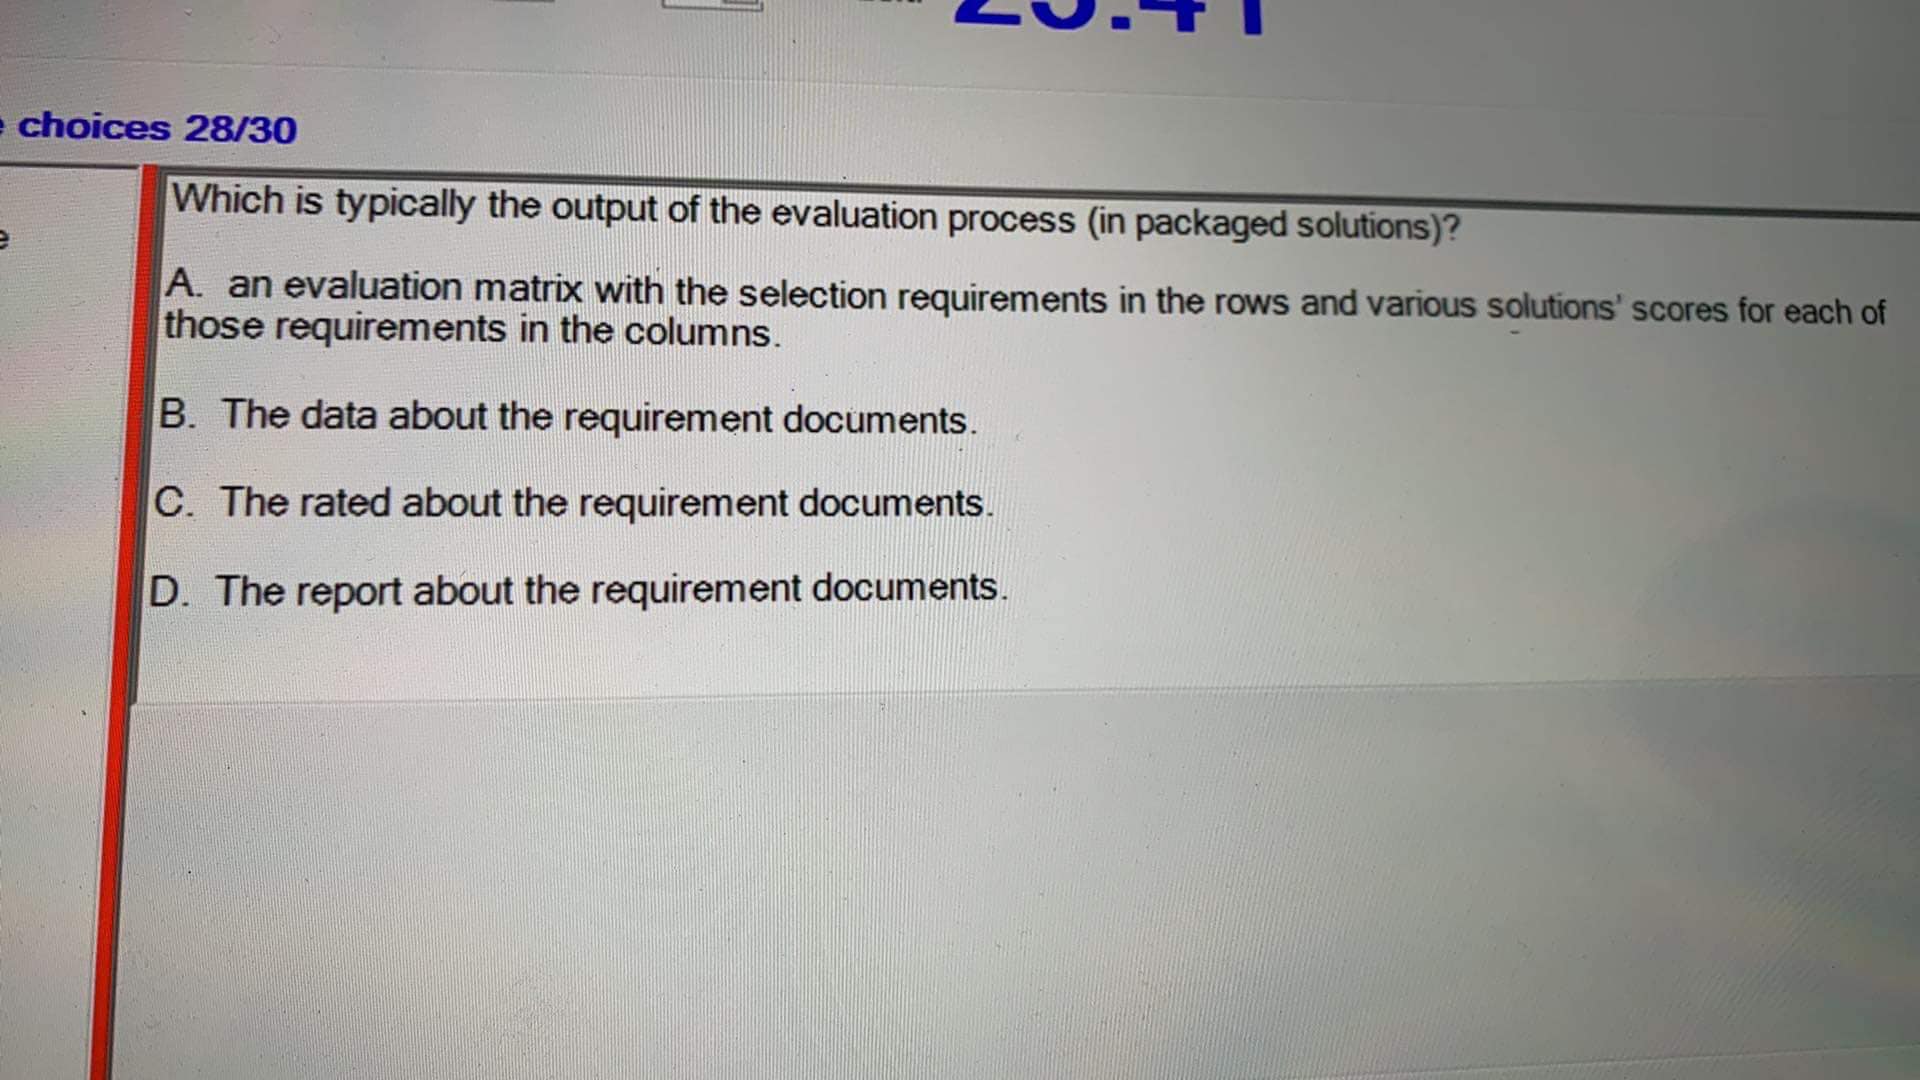 choices 28/30
Which is typically the output of the evaluation process (in packaged solutions)?
A. an evaluation matrix with the selection requirements in the rows and various solutions' scores for each of
those requirements in the columns.
B. The data about the requirement documents.
C. The rated about the requirement documents.
D. The report about the requirement documents.